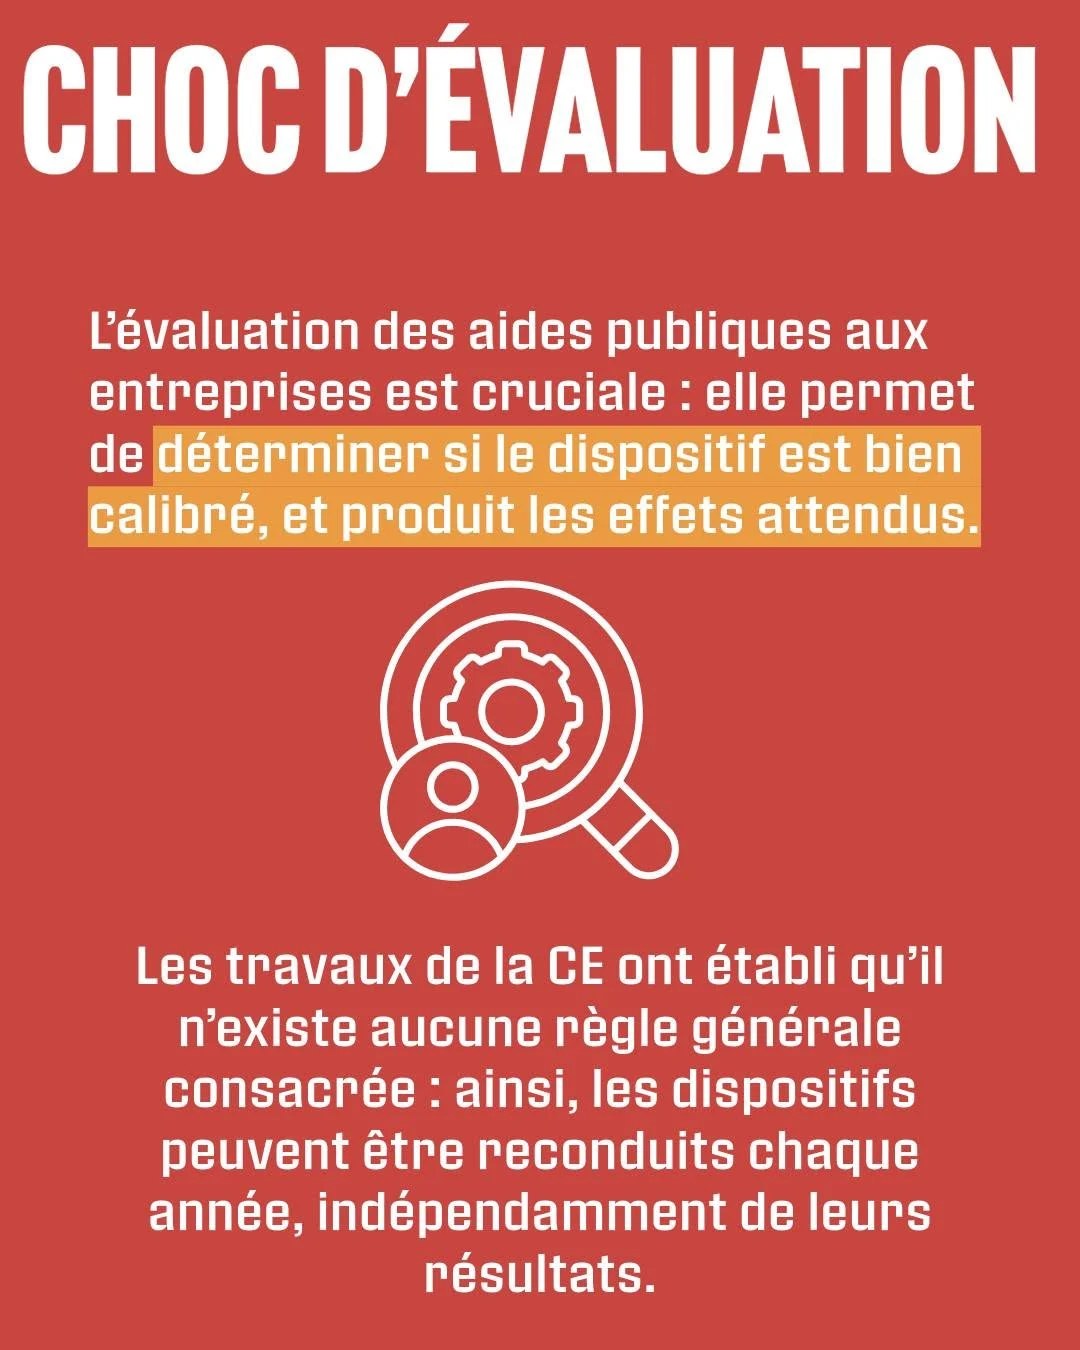 CHOC D’ÉVALUATION
L’évaluation des aides publiques aux
entreprises est cruciale : elle permet
de déterminer si le dispositif est bien
calibré, et produit les effets attendus.
Les travaux de la CE ont établi qu’il
n’existe aucune règle générale
consacrée : ainsi, les dispositifs
peuvent être reconduits chaque
année, indépendamment de leurs
résultats.